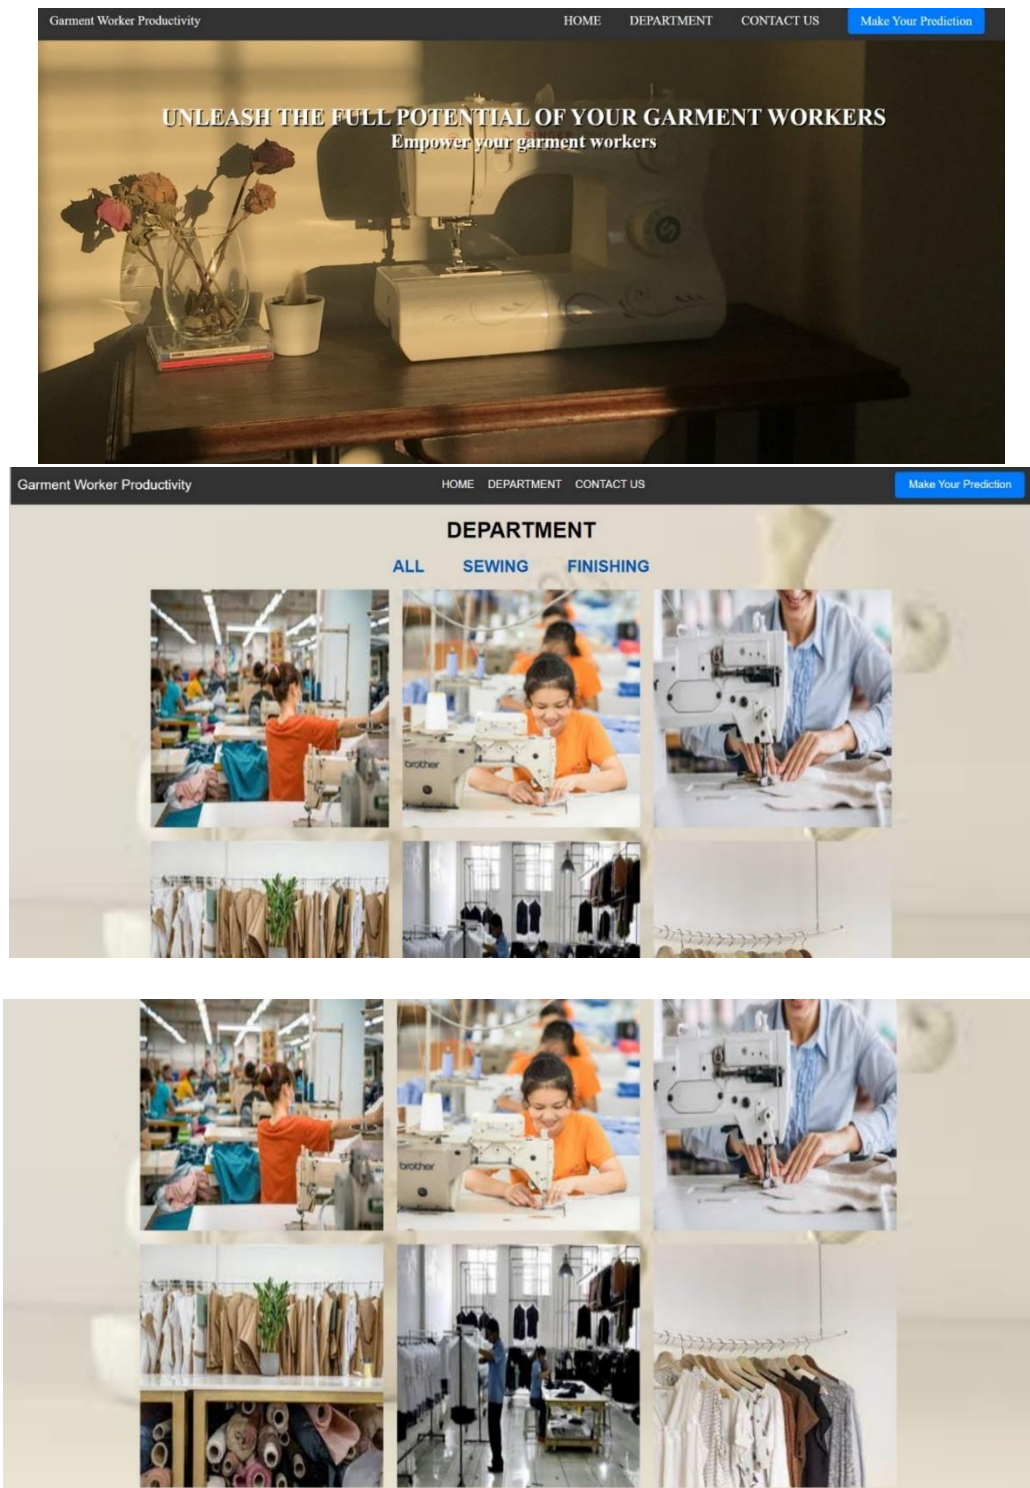 Garment Worker Productivity HOME DEPARTMENT CONTACT US Make Your Prediction
UNLEASH THE FULL POTENTIAL OF YOUR GARMENT WORKERS
SINGER
Empower your garment workers
S
Garment Worker Productivity HOME DEPARTMENT CONTACT US Make Your Prediction
DEPARTMENT
ALL SEWING FINISHING
brother
brother